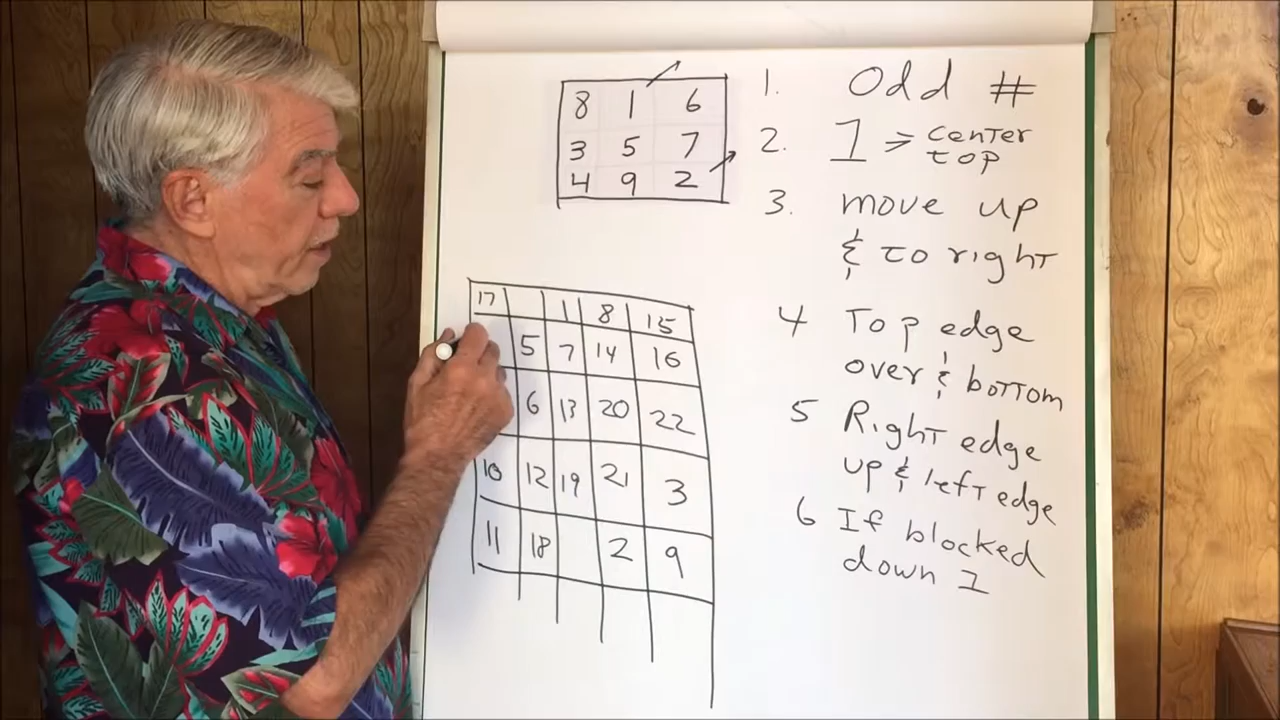 8 1 6
3 5 7
4 9 2
1. Odd #
2. 1 => center
top
3. move up
& to right
4 Top edge
over & bottom
5 Right edge
up & left edge
6 If blocked
down 1
17 1 8 15
5 7 14 16
6 13 20 22
10 12 19 21 3
11 18 2 9